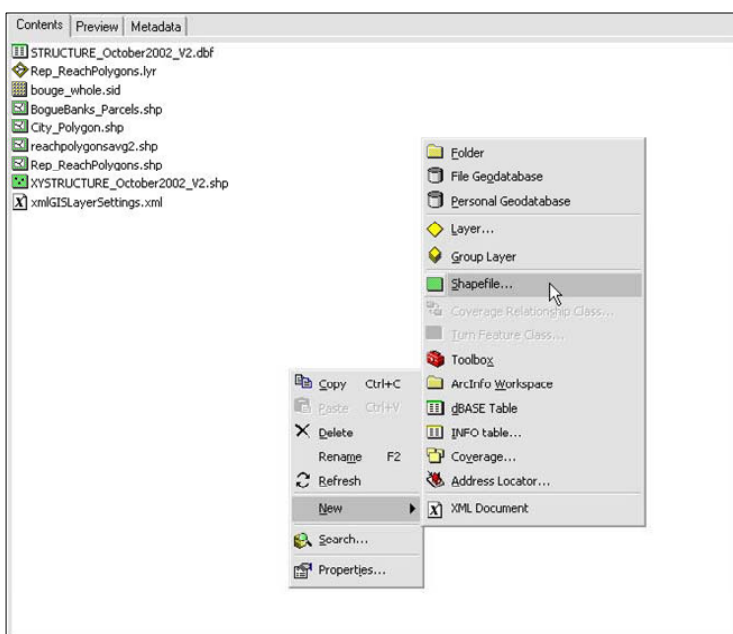 Contents Preview Metadata
STRUCTURE_October2002_V2.dbf
Rep_ReachPolygons.lyr
bouge_whole.sid
BogueBanks_Parcels.shp
City_Polygon.shp
reachpolygonsavg2.shp
Rep_ReachPolygons.shp
XYSTRUCTURE_October2002_V2.shp
xmlGISLayerSettings.xml
Copy Ctrl+C
Paste Ctrl+V
Delete
Rename F2
Refresh
New
Search...
Properties...
Folder
File Geodatabase
Personal Geodatabase
Layer...
Group Layer
Shapefile...
Coverage Relationship Class...
Turn Feature Class...
Toolbox
ArcInfo Workspace
dBASE Table
INFO table...
Coverage...
Address Locator...
XML Document